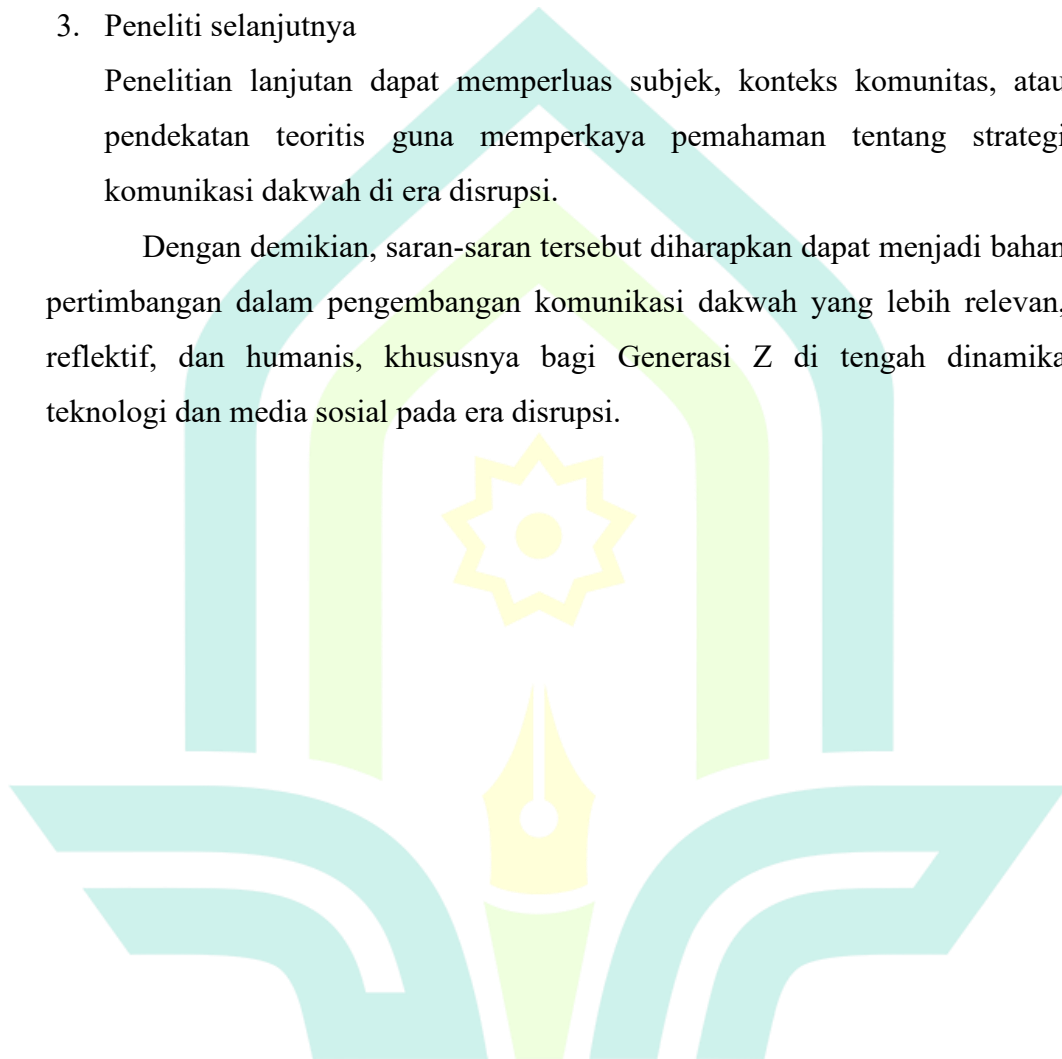 3. Peneliti selanjutnya
Penelitian lanjutan dapat memperluas subjek, konteks komunitas, atau
pendekatan teoritis guna memperkaya pemahaman tentang strategi
komunikasi dakwah di era disrupsi.
Dengan demikian, saran-saran tersebut diharapkan dapat menjadi bahan
pertimbangan dalam pengembangan komunikasi dakwah yang lebih relevan,
reflektif, dan humanis, khususnya bagi Generasi Z di tengah dinamika
teknologi dan media sosial pada era disrupsi.